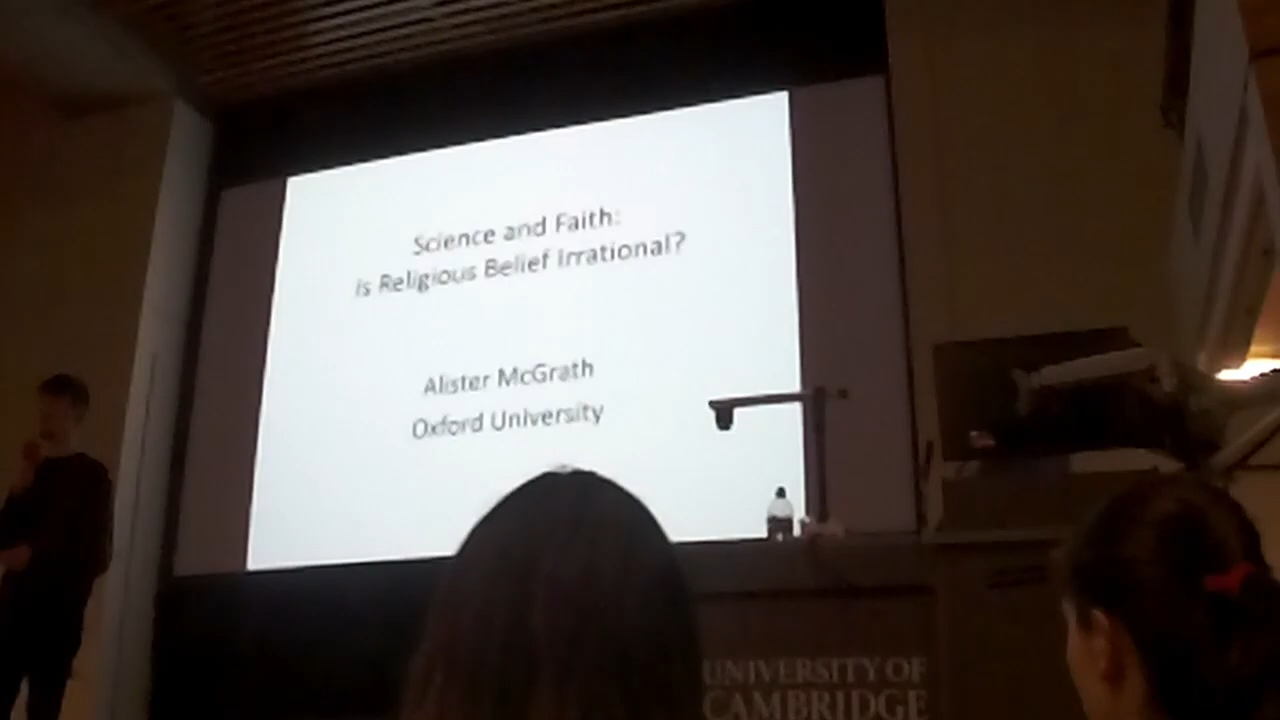 Science and Faith:
is Religious Belief Irrational?
Alister McGrath
Oxford University
UNIVERSITY OF
CAMBRIDGE